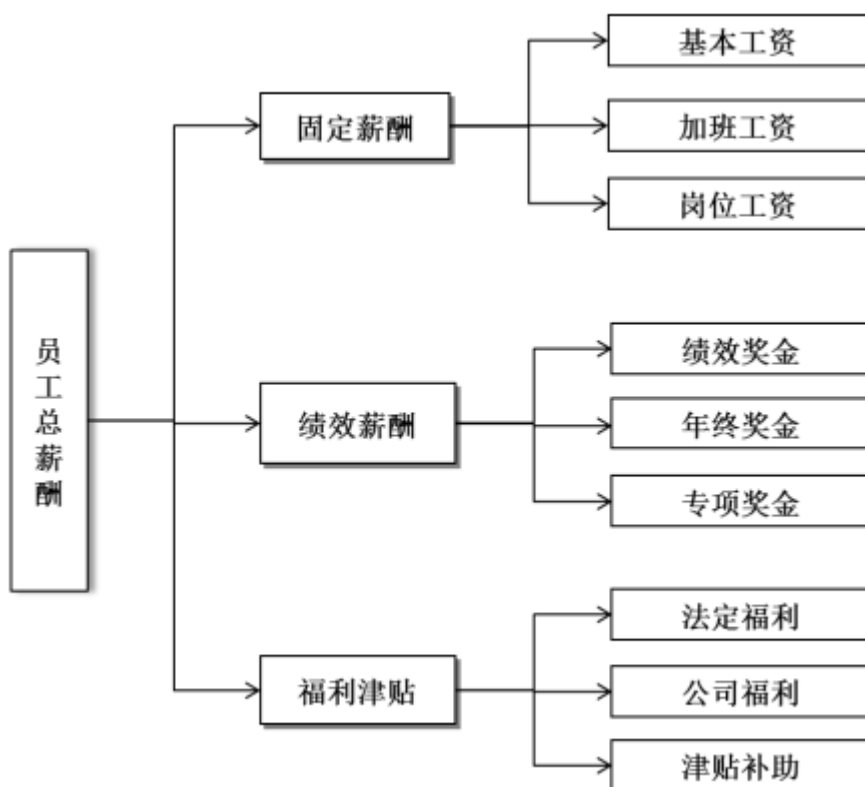 员工总薪酬
固定薪酬
基本工资
加班工资
岗位工资
绩效薪酬
绩效奖金
年终奖金
专项奖金
福利津贴
法定福利
公司福利
津贴补助